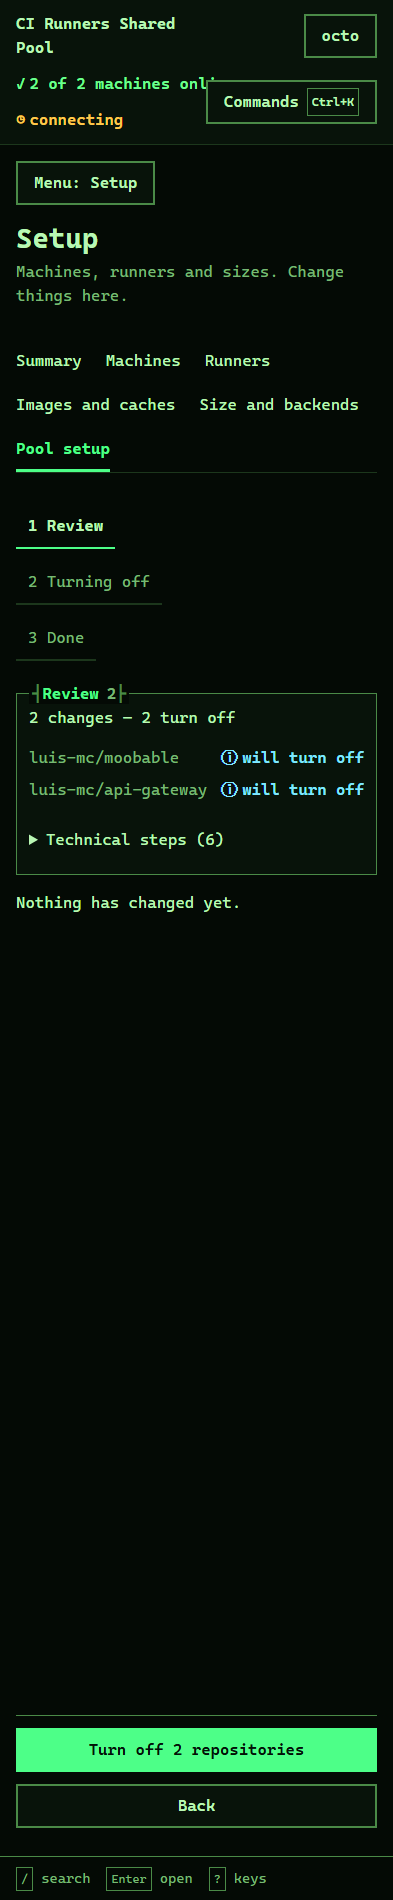 CI Runners Shared
Pool
octo
√ 2 of 2 machines onli
Commands Ctrl+K
connecting
Menu: Setup
Setup
Machines, runners and sizes. Change
things here.
Summary Machines Runners
Images and caches Size and backends
Pool setup
1 Review
2 Turning off
3 Done
Review 2
2 changes — 2 turn off
luis-mc/moobable ⓘ will turn off
luis-mc/api-gateway ⓘ will turn off
▶ Technical steps (6)
Nothing has changed yet.
Turn off 2 repositories
Back
/ search Enter open ? keys